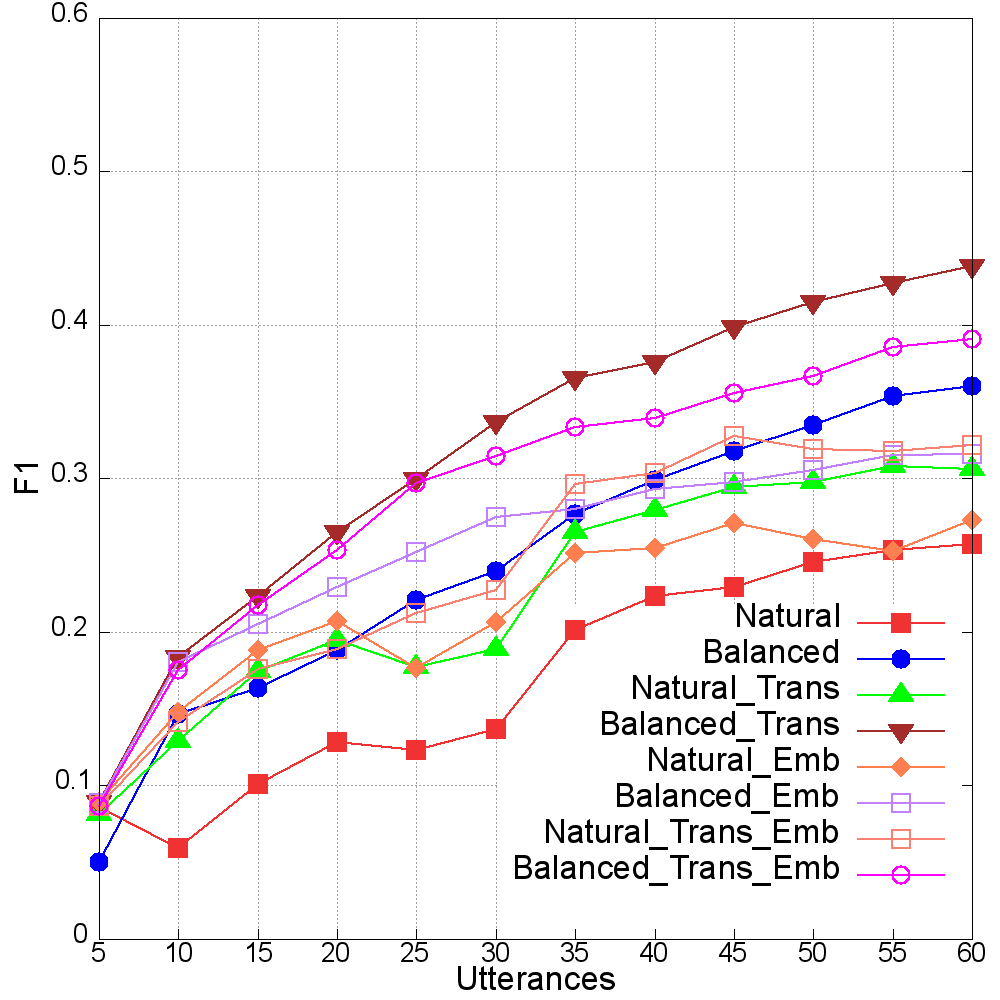 0.6
0.5
0.4
0.3
0.2
0.1
0
F1
5 10 15 20 25 30 35 40 45 50 55 60
Utterances
Natural
Balanced
Natural_Trans
Balanced_Trans
Natural_Emb
Balanced_Emb
Natural_Trans_Emb
Balanced_Trans_Emb